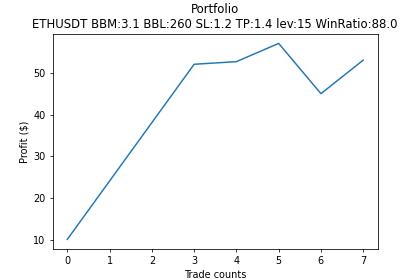 Portfolio
ETHUSDT BBM:3.1 BBL:260 SL:1.2 TP:1.4 lev:15 WinRatio:88.0
Profit ($)
50
40
30
20
10
0 1 2 3 4 5 6 7
Trade counts